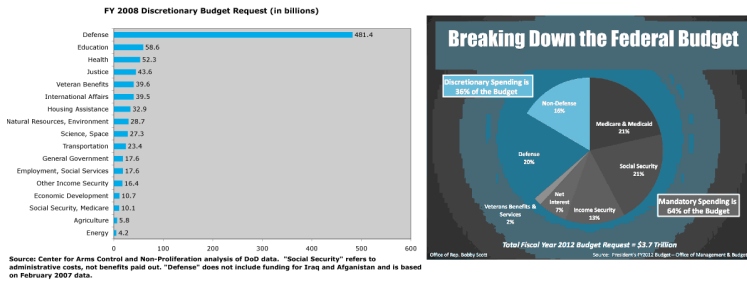 FY 2008 Discretionary Budget Request (in billions)
Defense 481.4
Education 58.6
Health 52.3
Justice 43.6
Veteran Benefits 39.6
International Affairs 39.5
Housing Assistance 32.9
Natural Resources, Environment 28.7
Science, Space 27.3
Transportation 23.4
General Government 17.6
Employment, Social Services 17.6
Other Income Security 16.4
Economic Development 10.7
Social Security, Medicare 10.1
Agriculture 5.8
Energy 4.2
0 100 200 300 400 500 600
Source: Center for Arms Control and Non-Proliferation analysis of DoD data. "Social Security" refers to
administrative costs, not benefits paid out. "Defense" does not include funding for Iraq and Afganistan and is based
on February 2007 data.
Breaking Down the Federal Budget
Discretionary Spending is
36% of the Budget
Non-Defense
16%
Medicare & Medicaid
21%
Defense
20%
Social Security
21%
Veterans Benefits &
Services
2%
Net
Interest
7%
Income Security
13%
Mandatory Spending is
64% of the Budget
Total Fiscal Year 2012 Budget Request = $3.7 Trillion
Office of Rep. Bobby Scott
Source: President's FY2012 Budget – Office of Management & Budget